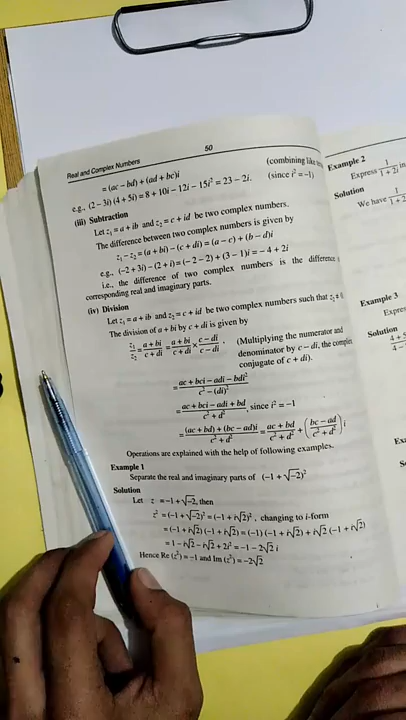 Real and Complex Numbers
50
= (ac – bd) + (ad + bc)i (combining like
e.g., (2 – 3i) (4 + 5i) = 8 + 10i – 12i – 15i² = 23 – 2i. (since i² = –1)
(iii) Subtraction
Let z₁ = a + ib and z₂ = c + id be two complex numbers.
The difference between two complex numbers is given by
z₁ – z₂ = (a + bi) – (c + di) = (a – c) + (b – d)i
e.g., (–2 + 3i) – (2 + i) = (–2 – 2) + (3 – 1)i = – 4 + 2i
i.e., the difference of two complex numbers is the difference
corresponding real and imaginary parts.
(iv) Division
Let z₁ = a + ib and z₂ = c + id be two complex numbers such that z₂ ≠
The division of a + bi by c + di is given by
z₁/z₂ = (a + bi)/(c + di) = (a + bi)/(c + di) × (c – di)/(c – di), (Multiplying the numerator and
denominator by c – di, the complex
conjugate of c + di).
= (ac + bci – adi – bdi²)/(c² – (di)²)
= (ac + bci – adi + bd)/(c² + d²), since i² = –1
= ((ac + bd) + (bc – ad)i)/(c² + d²) = (ac + bd)/(c² + d²) + ((bc – ad)/(c² + d²)) i
Operations are explained with the help of following examples.
Example 1
Separate the real and imaginary parts of (–1 + √–2)²
Solution
Let z = –1 + √–2, then
z² = (–1 + √–2)² = (–1 + i√2)², changing to i-form
= (–1 + i√2) (–1 + i√2) = (–1) (–1 + i√2) + i√2 (–1 + i√2)
= 1 – i√2 – i√2 + 2i² = –1 – 2√2 i
Hence Re (z²) = –1 and Im (z²) = –2√2
Example 2
Express 1/(1 + 2i) in
Solution
We have
Example 3
Expre
Solution